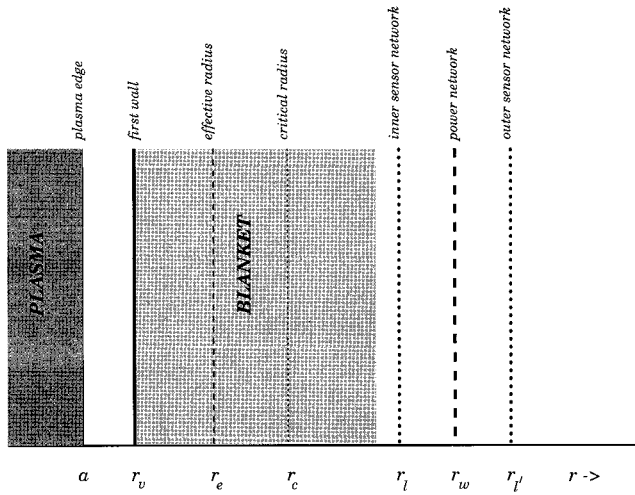 plasma edge
first wall
effective radius
critical radius
inner sensor network
power network
outer sensor network
PLASMA
BLANKET
a r_v r_e r_c r_l r_w r_l' r ->